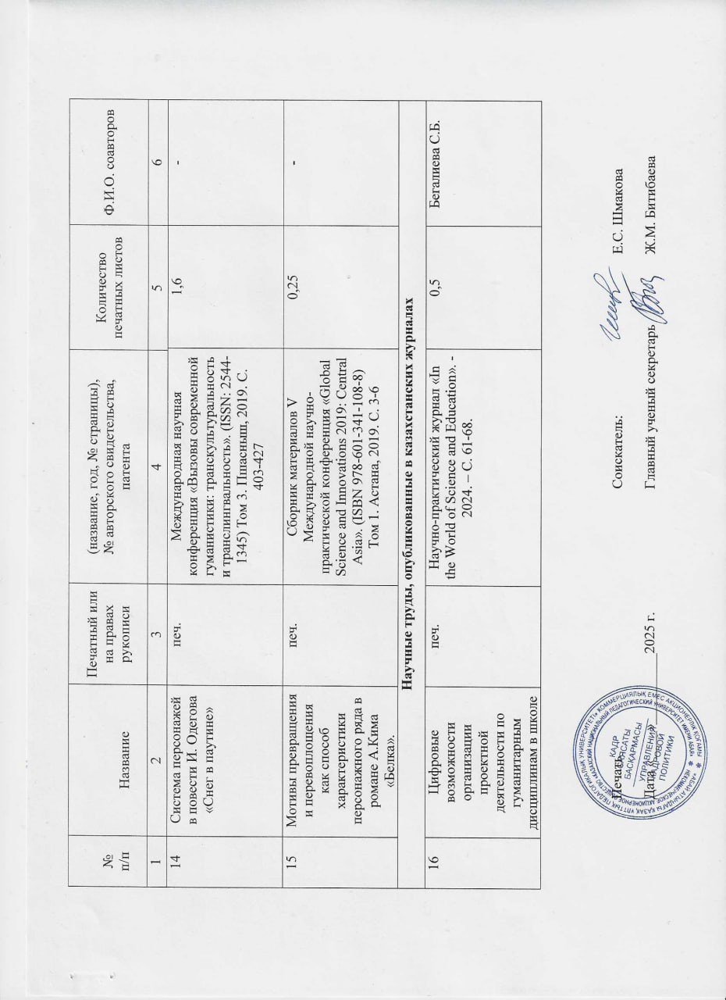 №
п/п
Название
Печатный или
на правах
рукописи
(название, год, № страницы),
№ авторского свидетельства,
патента
Количество
печатных листов
Ф.И.О. соавторов
1
2
3
4
5
6
14
Система персонажей
в повести И. Одегова
«Снег в паутине»
печ.
Международная научная
конференция «Вызовы современной
гуманистики: транскультуральность
и транслингвальность». (ISSN: 2544-
1345) Том 3. Пшасныш, 2019. С.
403-427
1,6
-
15
Мотивы превращения
и перевоплощения
как способ
характеристики
персонажного ряда в
романе А.Кима
«Белка».
печ.
Сборник материалов V
Международной научно-
практической конференции «Global
Science and Innovations 2019: Central
Asia». (ISBN 978-601-341-108-8)
Том 1. Астана, 2019. С. 3-6
0,25
-
Научные труды, опубликованные в казахстанских журналах
16
Цифровые
возможности
организации
проектной
деятельности по
гуманитарным
дисциплинам в школе
печ.
Научно-практический журнал «In
the World of Science and Education». -
2024. – С. 61-68.
0,5
Бегалиева С.Б.
Печать
Соискатель:
Е.С. Шмакова
Дата
2025 г.
Главный ученый секретарь
Ж.М. Битибаева
КАДР
САЯСАТЫ
БАСҚАРМАСЫ
УПРАВЛЕНИЕ
КАДРОВОЙ
ПОЛИТИКИ